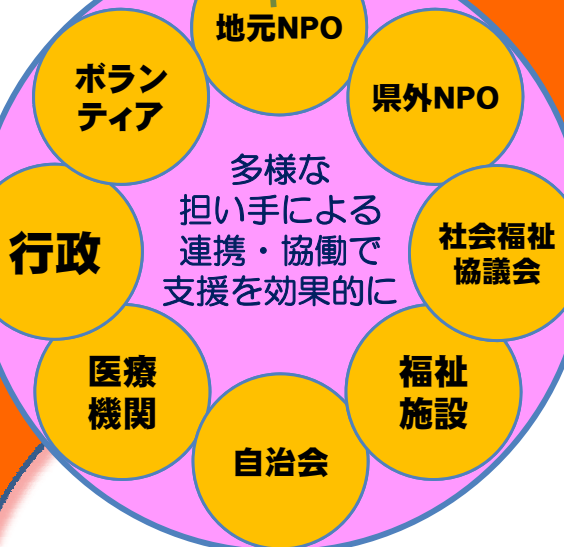 地元NPO
ボラン
ティア
県外NPO
多様な
担い手による
連携・協働で
支援を効果的に
行政
社会福祉
協議会
医療
機関
福祉
施設
自治会